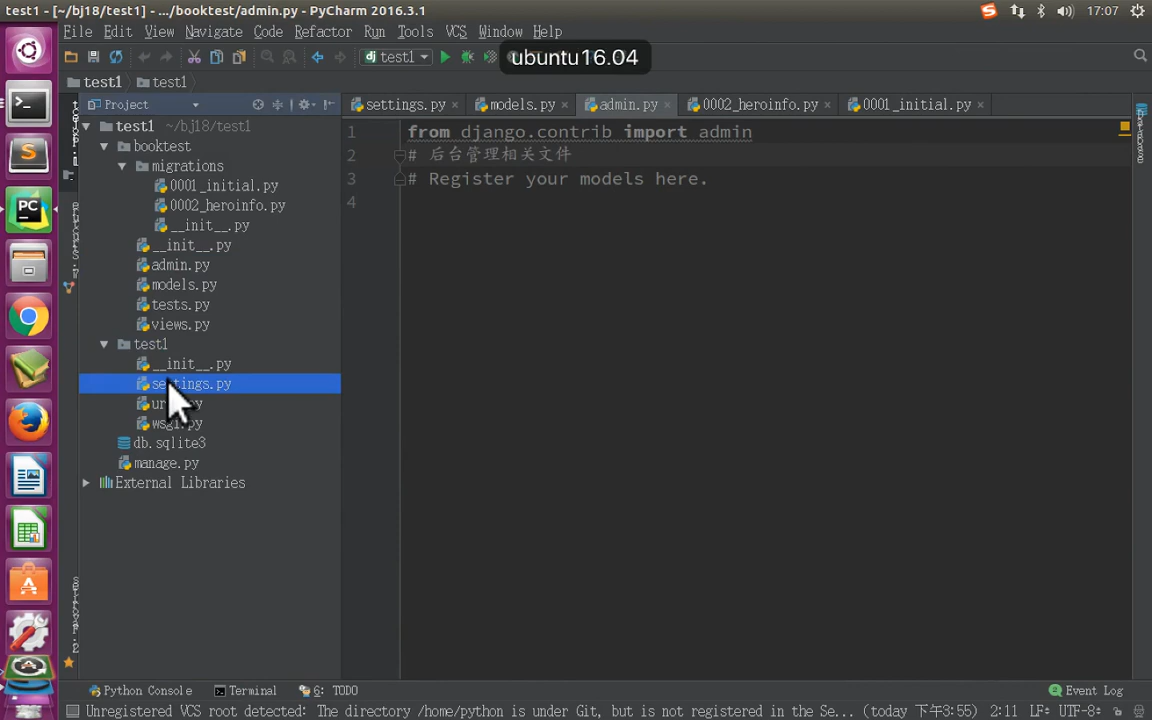 test1 - [~/bj18/test1] - .../booktest/admin.py - PyCharm 2016.3.1
17:07
File Edit View Navigate Code Refactor Run Tools VCS Window Help
dj test1
ubuntu16.04
test1 test1
Project
settings.py
models.py
admin.py
0002_heroinfo.py
0001_initial.py
test1 ~/bj18/test1
booktest
migrations
0001_initial.py
0002_heroinfo.py
__init__.py
__init__.py
admin.py
models.py
tests.py
views.py
test1
__init__.py
settings.py
db.sqlite3
manage.py
External Libraries
1 from django.contrib import admin
2 # 后台管理相关文件
3 # Register your models here.
4
Python Console
Terminal
6: TODO
Event Log
Unregistered VCS root detected: The directory /home/python is under Git, but is not registered in the Se... (today 下午3:55)
2:11 LF÷ UTF-8÷